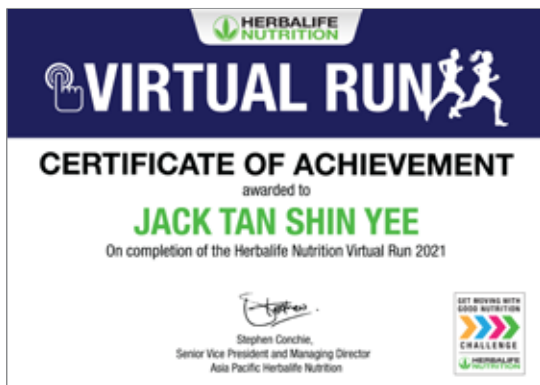 HERBALIFE
NUTRITION
VIRTUAL RUN
CERTIFICATE OF ACHIEVEMENT
awarded to
JACK TAN SHIN YEE
On completion of the Herbalife Nutrition Virtual Run 2021
Stephen Conchie,
Senior Vice President and Managing Director
Asia Pacific Herbalife Nutrition
GET MOVING WITH
GOOD NUTRITION
CHALLENGE
HERBALIFE
NUTRITION